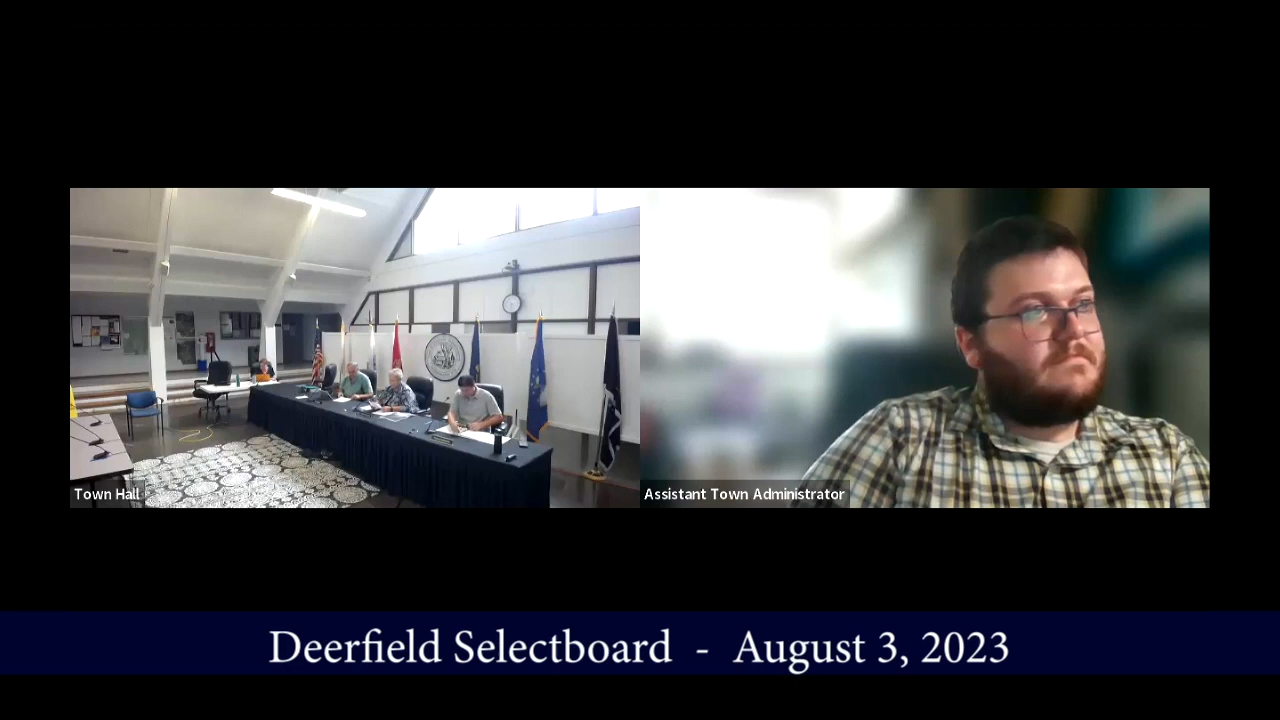 Town Hall
Assistant Town Administrator
Deerfield Selectboard - August 3, 2023